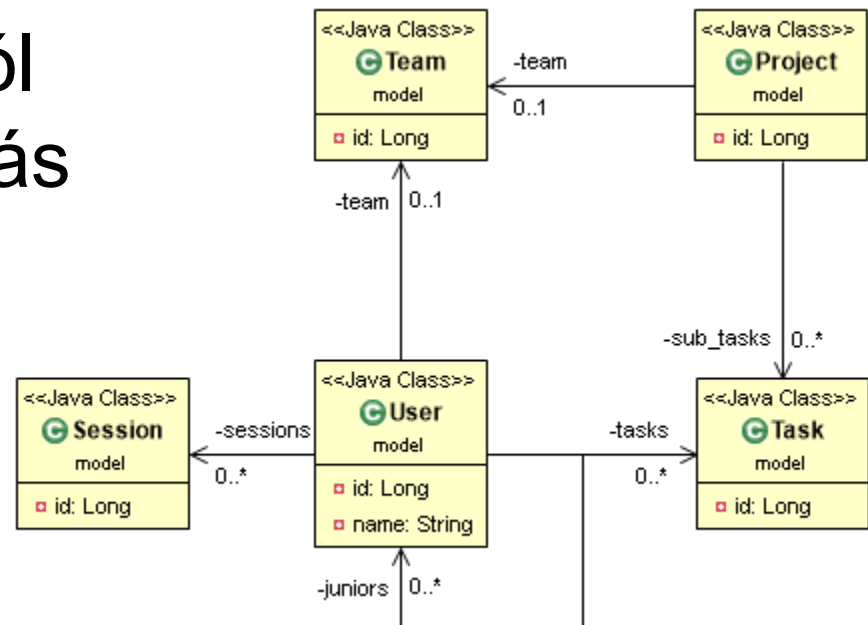 ól
ás
<<Java Class>>
Team
model
id: Long
<<Java Class>>
Project
model
id: Long
-team
0..1
-team 0..1
-sub_tasks 0..*
<<Java Class>>
Session
model
id: Long
-sessions
0..*
<<Java Class>>
User
model
id: Long
name: String
-tasks
0..*
<<Java Class>>
Task
model
id: Long
-juniors 0..*